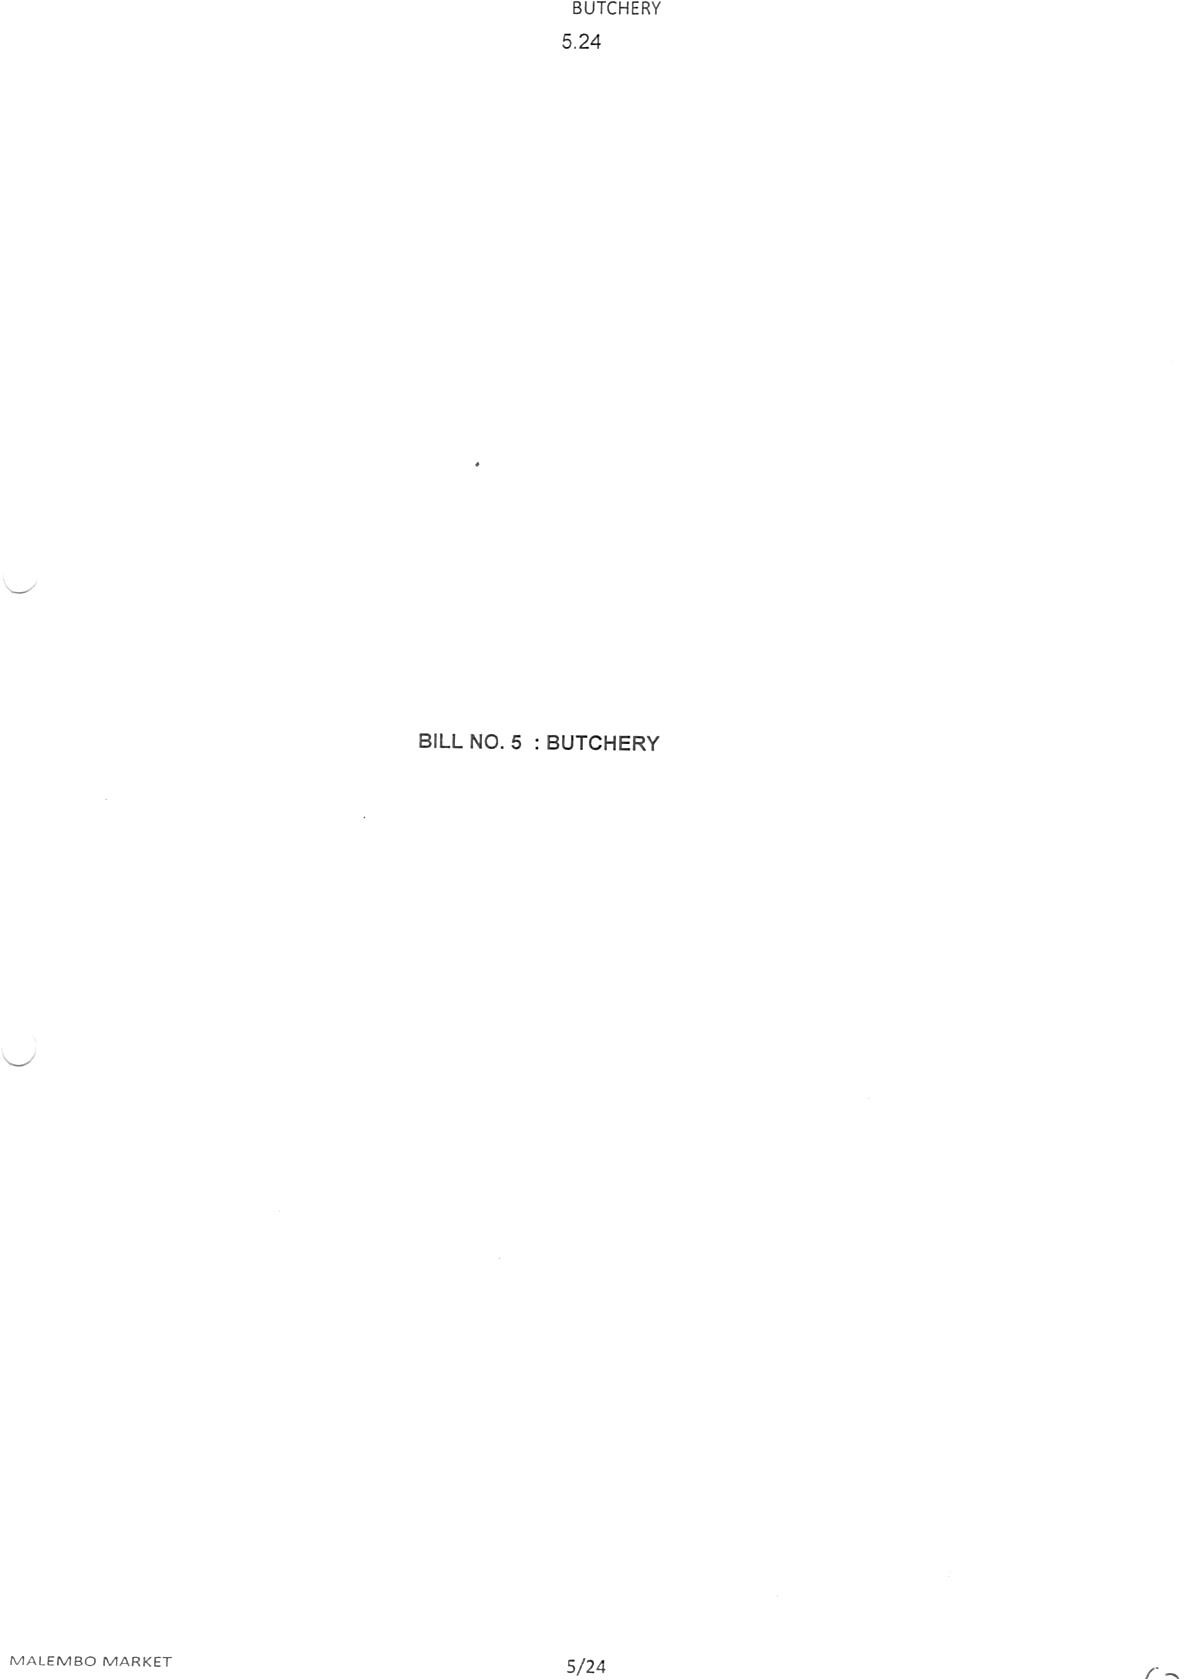 BUTCHERY
5.24
BILL NO. 5 : BUTCHERY
MALEMBO MARKET
5/24